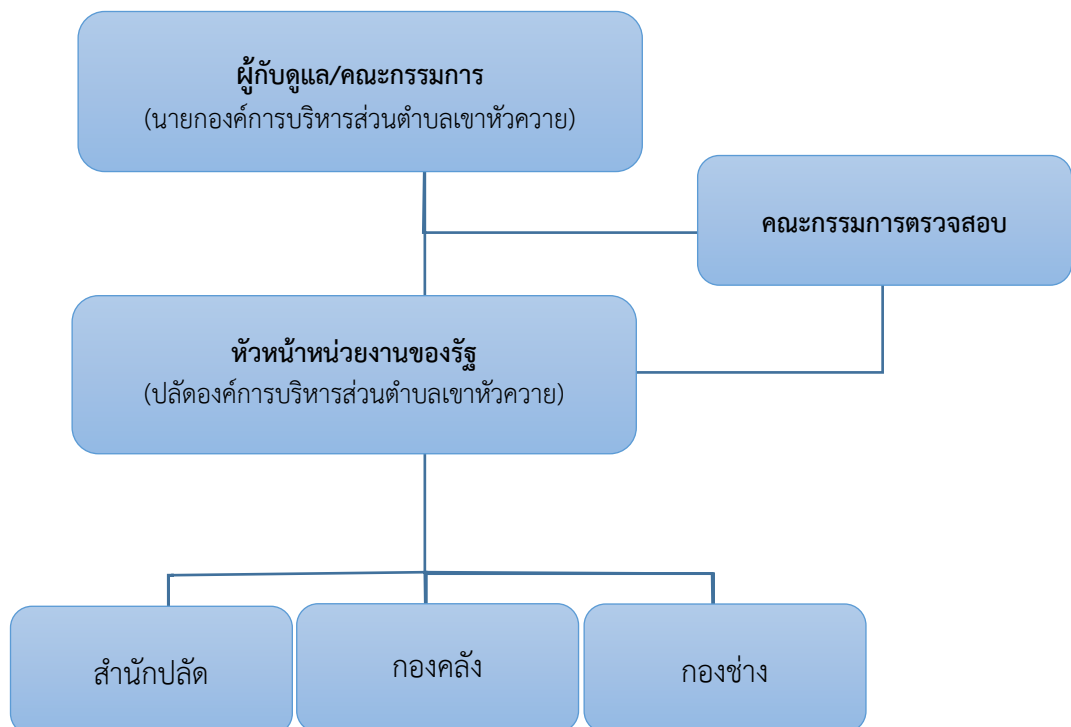 ผู้กับดูแล/คณะกรรมการ
(นายกองค์การบริหารส่วนตำบลเขาหัวควาย)
คณะกรรมการตรวจสอบ
หัวหน้าหน่วยงานของรัฐ
(ปลัดองค์การบริหารส่วนตำบลเขาหัวควาย)
สำนักปลัด
กองคลัง
กองช่าง